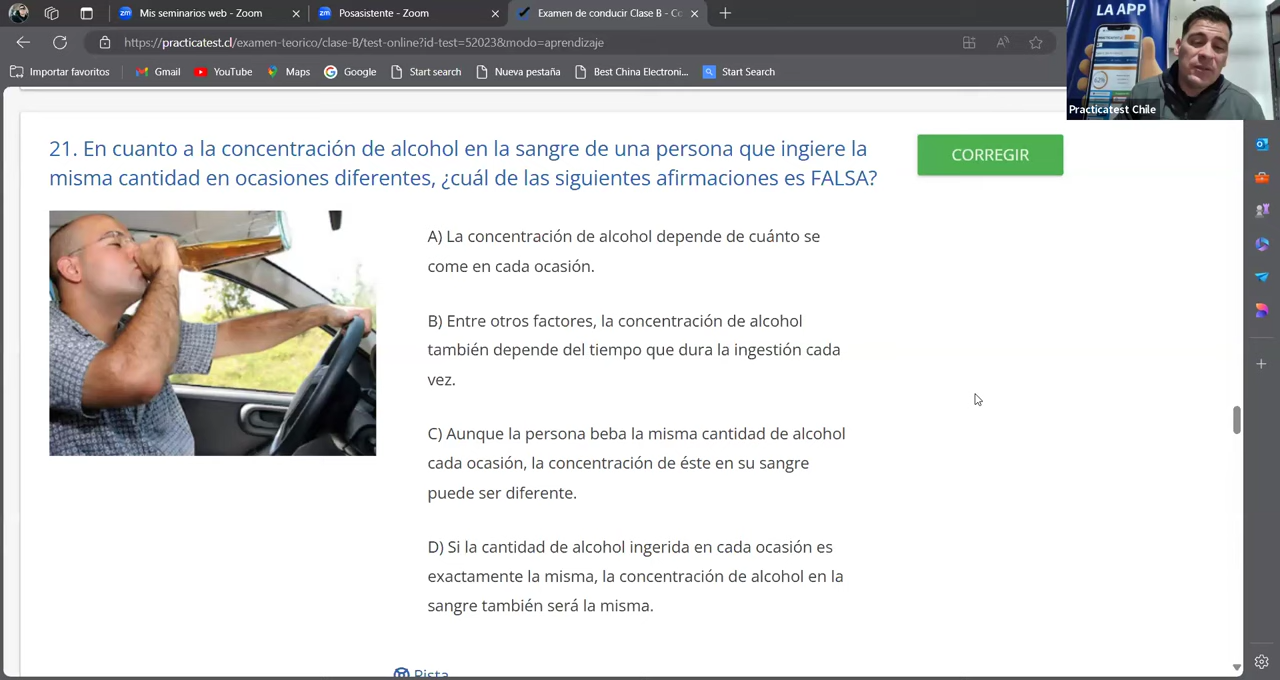 Mis seminarios web - Zoom
Posasistente - Zoom
Examen de conducir Clase B - Co
https://practicatest.cl/examen-teorico/clase-B/test-online?id-test=52023&modo=aprendizaje
Importar favoritos
Gmail
YouTube
Maps
Google
Start search
Nueva pestaña
Best China Electroni...
Start Search
LA APP
Practicatest Chile
21. En cuanto a la concentración de alcohol en la sangre de una persona que ingiere la
misma cantidad en ocasiones diferentes, ¿cuál de las siguientes afirmaciones es FALSA?
CORREGIR
A) La concentración de alcohol depende de cuánto se
come en cada ocasión.
B) Entre otros factores, la concentración de alcohol
también depende del tiempo que dura la ingestión cada
vez.
C) Aunque la persona beba la misma cantidad de alcohol
cada ocasión, la concentración de éste en su sangre
puede ser diferente.
D) Si la cantidad de alcohol ingerida en cada ocasión es
exactamente la misma, la concentración de alcohol en la
sangre también será la misma.
Pista